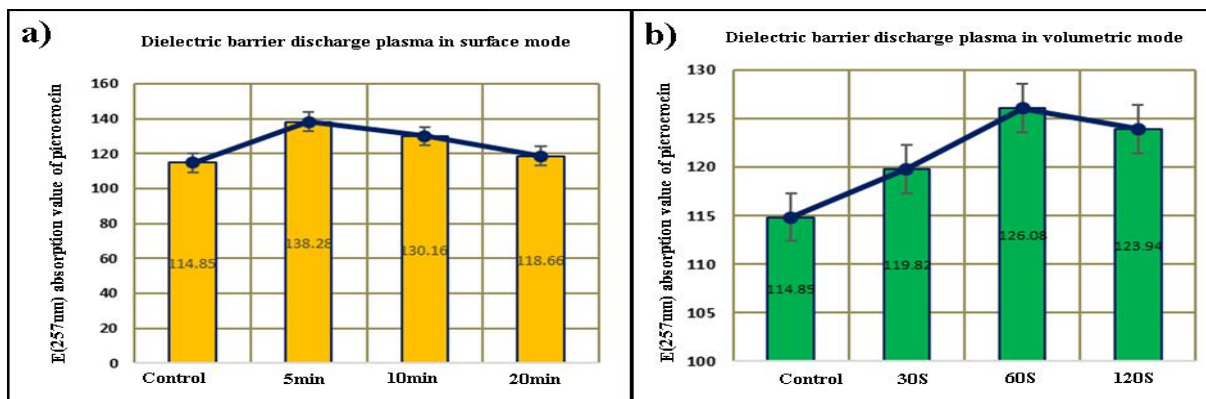 a)
Dielectric barrier discharge plasma in surface mode
E(257nm) absorption value of picroerocin
160
140
120
100
80
60
40
20
0
114.85
138.28
130.16
118.66
Control
5min
10min
20min
b)
Dielectric barrier discharge plasma in volumetric mode
E(257nm) absorption value of picroerocin
130
125
120
115
110
105
100
114.85
119.82
126.08
123.94
Control
30S
60S
120S